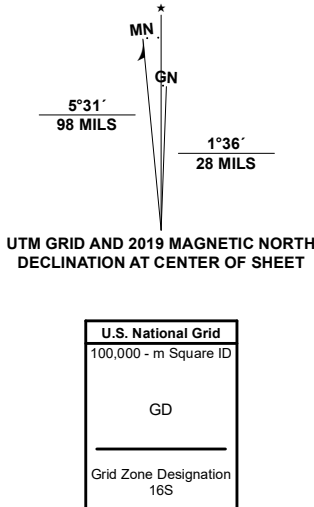 ★
MN
GN
5°31´
98 MILS
1°36´
28 MILS
UTM GRID AND 2019 MAGNETIC NORTH
DECLINATION AT CENTER OF SHEET
U.S. National Grid
100,000 - m Square ID
GD
Grid Zone Designation
16S